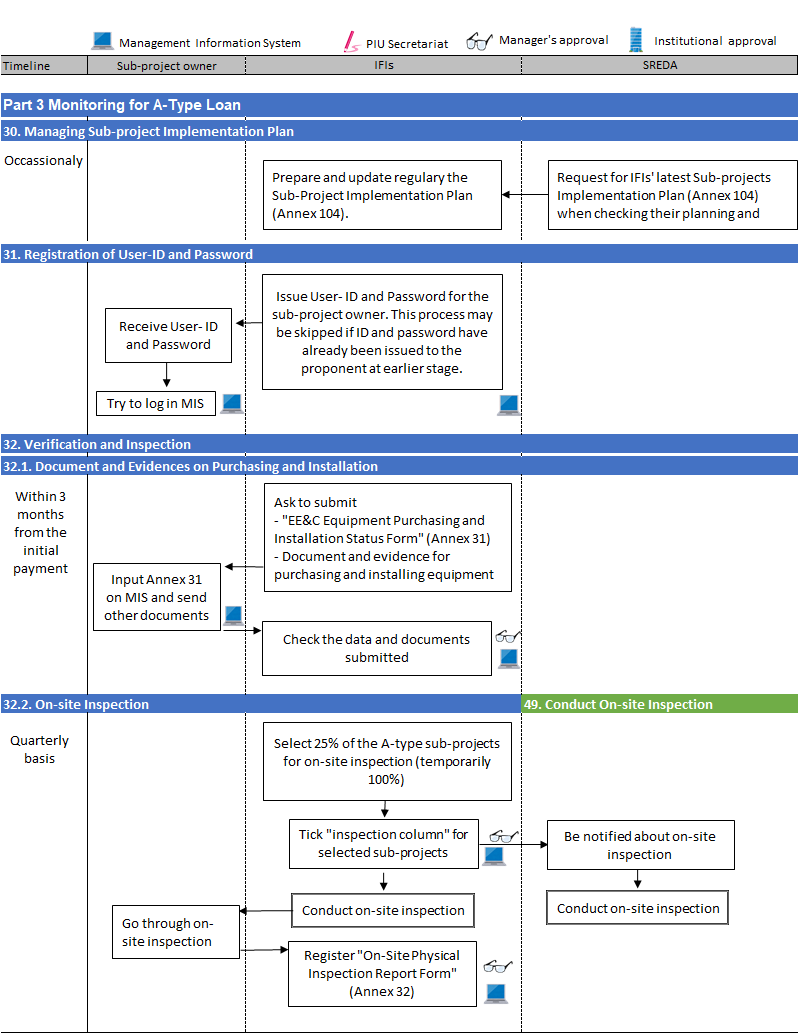 Management Information System
PIU Secretariat
Manager's approval
Institutional approval
Timeline
Sub-project owner
IFIs
SREDA
Part 3 Monitoring for A-Type Loan
30. Managing Sub-project Implementation Plan
Occassionaly
Prepare and update regulary the
Sub-Project Implementation Plan
(Annex 104).
Request for IFIs' latest Sub-projects
Implementation Plan (Annex 104)
when checking their planning and
31. Registration of User-ID and Password
Issue User- ID and Password for the
sub-project owner. This process may
be skipped if ID and password have
already been issued to the
proponent at earlier stage.
Receive User- ID
and Password
Try to log in MIS
32. Verification and Inspection
32.1. Document and Evidences on Purchasing and Installation
Within 3
months
from the
initial
payment
Ask to submit
- "EE&C Equipment Purchasing and
Installation Status Form" (Annex 31)
- Document and evidence for
purchasing and installing equipment
Input Annex 31
on MIS and send
other documents
Check the data and documents
submitted
32.2. On-site Inspection
49. Conduct On-site Inspection
Quarterly
basis
Select 25% of the A-type sub-projects
for on-site inspection (temporarily
100%)
Tick "inspection column" for
selected sub-projects
Be notified about on-site
inspection
Conduct on-site inspection
Conduct on-site inspection
Go through on-
site inspection
Register "On-Site Physical
Inspection Report Form"
(Annex 32)